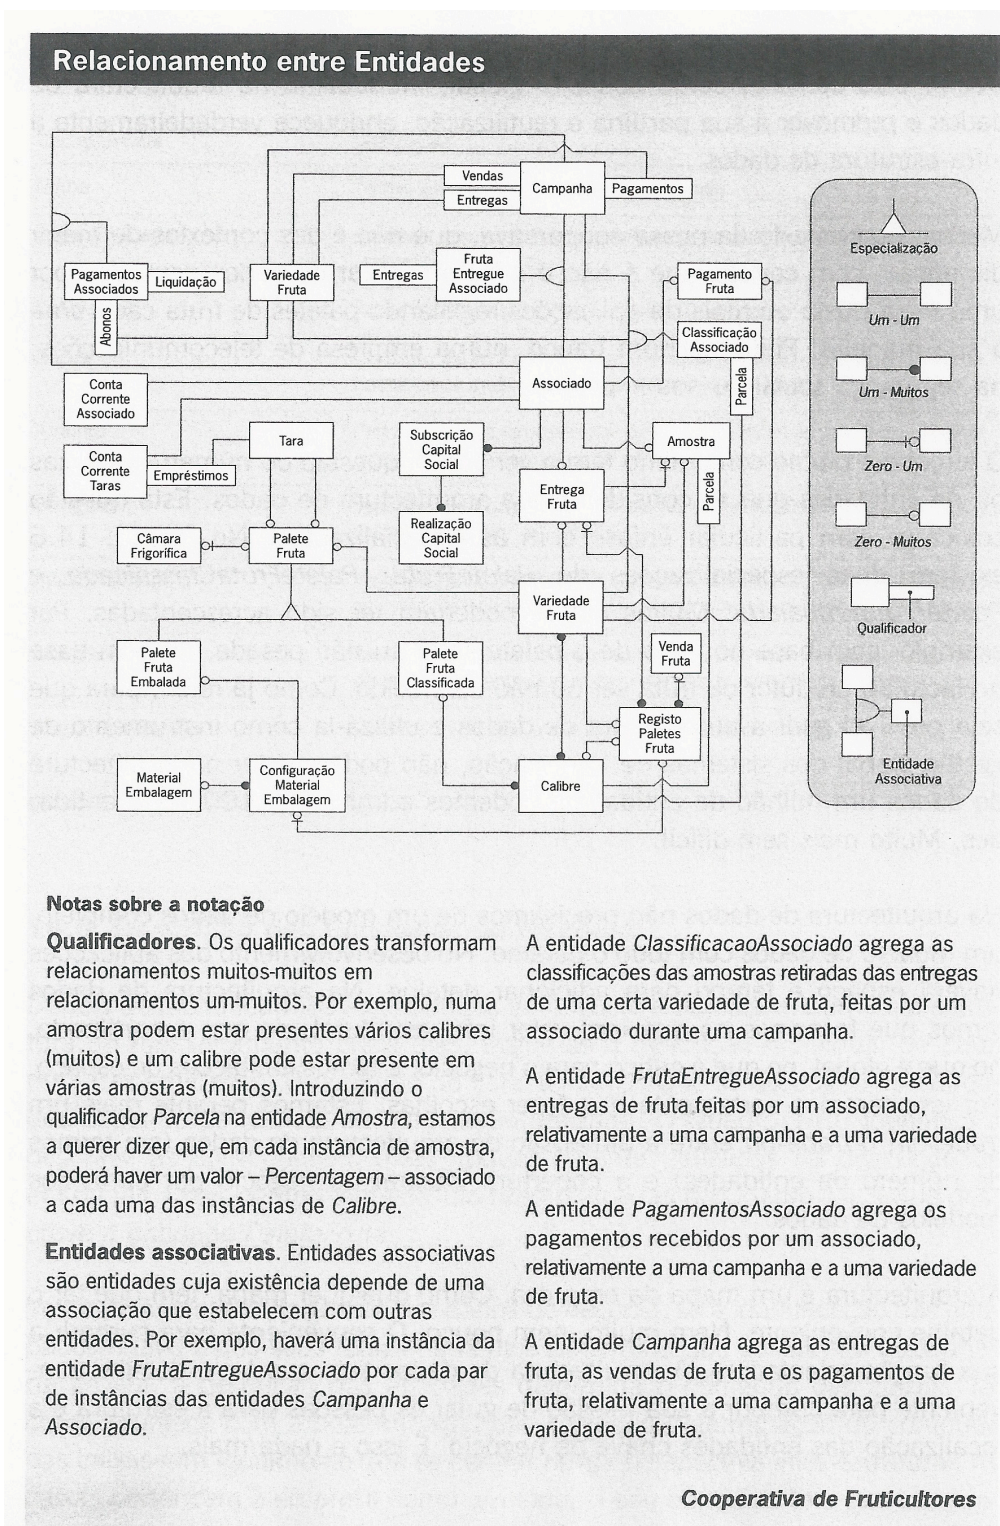 Relacionamento entre Entidades
Vendas
Entregas
Campanha
Pagamentos
Pagamentos
Associados
Liquidação
Abonos
Variedade
Fruta
Entregas
Fruta
Entregue
Associado
Pagamento
Fruta
Classificação
Associado
Parcela
Conta
Corrente
Associado
Associado
Conta
Corrente
Taras
Empréstimos
Tara
Subscrição
Capital
Social
Amostra
Parcela
Entrega
Fruta
Câmara
Frigorífica
Palete
Fruta
Realização
Capital
Social
Variedade
Fruta
Palete
Fruta
Embalada
Palete
Fruta
Classificada
Venda
Fruta
Registo
Paletes
Fruta
Material
Embalagem
Configuração
Material
Embalagem
Calibre
Especialização
Um - Um
Um - Muitos
Zero - Um
Zero - Muitos
Qualificador
Entidade
Associativa
Notas sobre a notação
Qualificadores. Os qualificadores transformam
relacionamentos muitos-muitos em
relacionamentos um-muitos. Por exemplo, numa
amostra podem estar presentes vários calibres
(muitos) e um calibre pode estar presente em
várias amostras (muitos). Introduzindo o
qualificador Parcela na entidade Amostra, estamos
a querer dizer que, em cada instância de amostra,
poderá haver um valor – Percentagem – associado
a cada uma das instâncias de Calibre.
Entidades associativas. Entidades associativas
são entidades cuja existência depende de uma
associação que estabelecem com outras
entidades. Por exemplo, haverá uma instância da
entidade FrutaEntregueAssociado por cada par
de instâncias das entidades Campanha e
Associado.
A entidade ClassificacaoAssociado agrega as
classificações das amostras retiradas das entregas
de uma certa variedade de fruta, feitas por um
associado durante uma campanha.
A entidade FrutaEntregueAssociado agrega as
entregas de fruta feitas por um associado,
relativamente a uma campanha e a uma variedade
de fruta.
A entidade PagamentosAssociado agrega os
pagamentos recebidos por um associado,
relativamente a uma campanha e a uma variedade
de fruta.
A entidade Campanha agrega as entregas de
fruta, as vendas de fruta e os pagamentos de
fruta, relativamente a uma campanha e a uma
variedade de fruta.
Cooperativa de Fruticultores